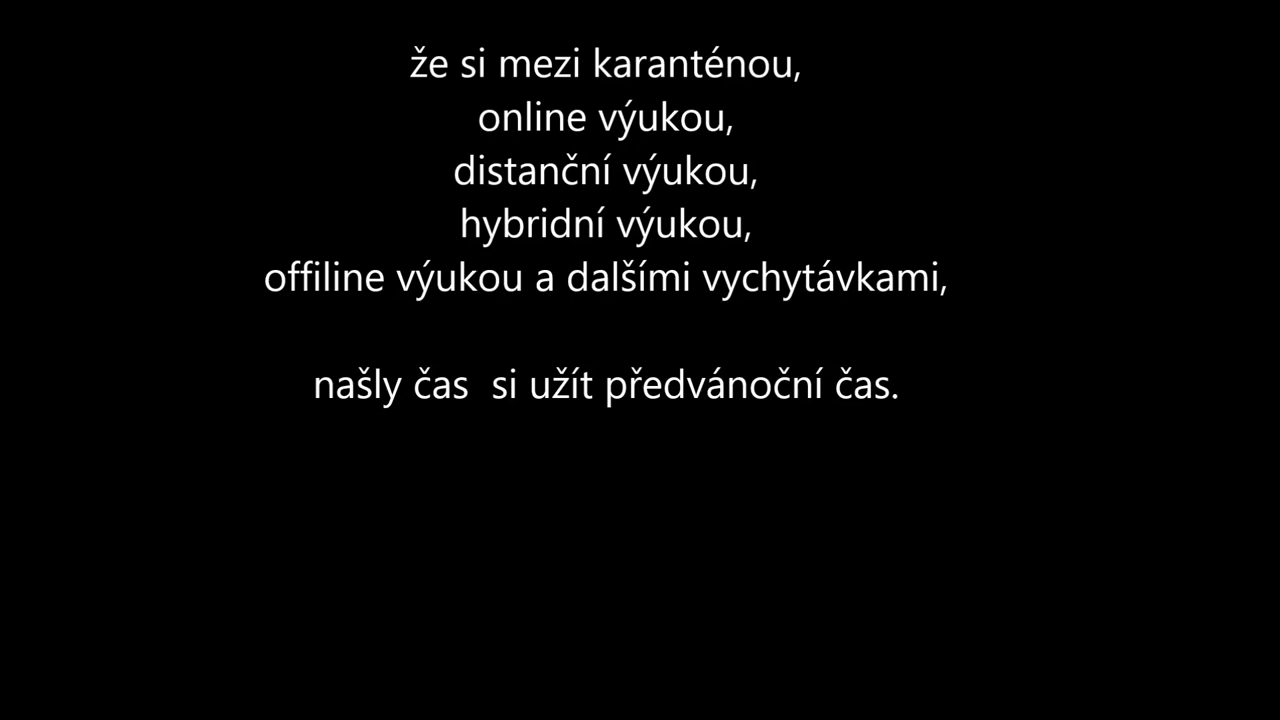 že si mezi karanténou,
online výukou,
distanční výukou,
hybridní výukou,
offiline výukou a dalšími vychytávkami,
našly čas  si užít předvánoční čas.